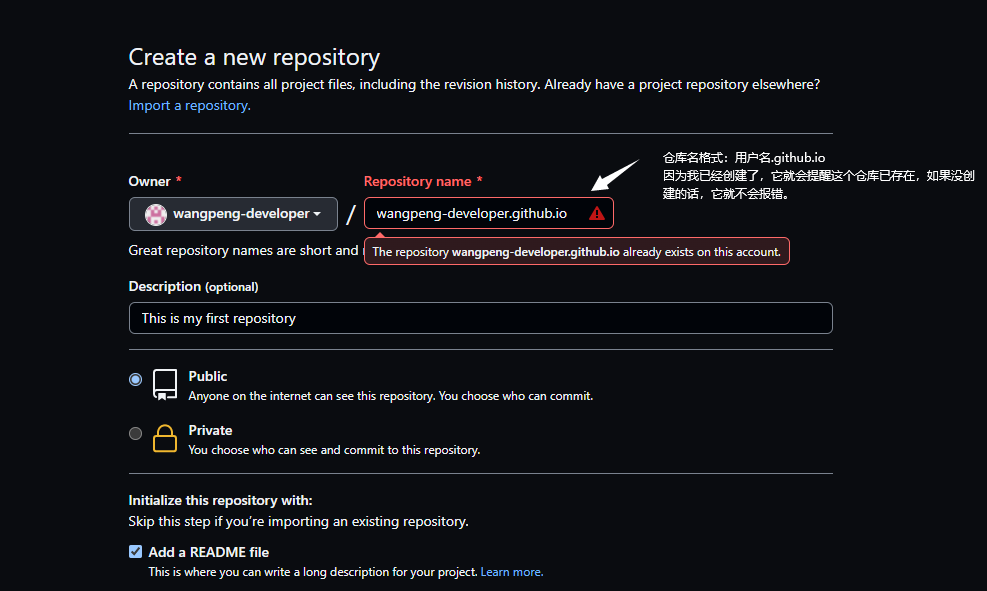 Create a new repository
A repository contains all project files, including the revision history. Already have a project repository elsewhere?
Import a repository.
仓库名格式：用户名.github.io
因为我已经创建了，它就会提醒这个仓库已存在，如果没创
建的话，它就不会报错。
Owner *
Repository name *
wangpeng-developer
/
wangpeng-developer.github.io
Great repository names are short and
The repository wangpeng-developer.github.io already exists on this account.
Description (optional)
This is my first repository
Public
Anyone on the internet can see this repository. You choose who can commit.
Private
You choose who can see and commit to this repository.
Initialize this repository with:
Skip this step if you’re importing an existing repository.
Add a README file
This is where you can write a long description for your project. Learn more.